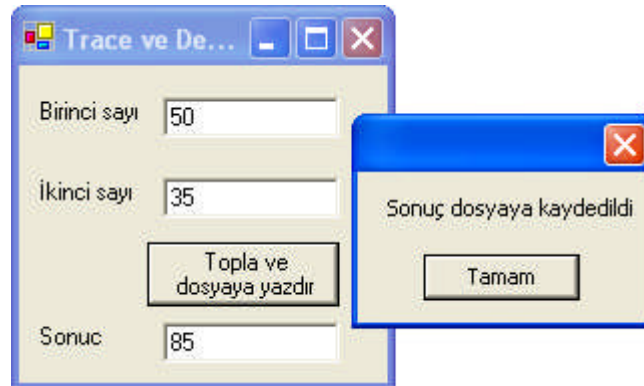 Trace ve De...
Birinci sayı
50
İkinci sayı
35
Topla ve
dosyaya yazdır
Sonuc
85
Sonuç dosyaya kaydedildi
Tamam